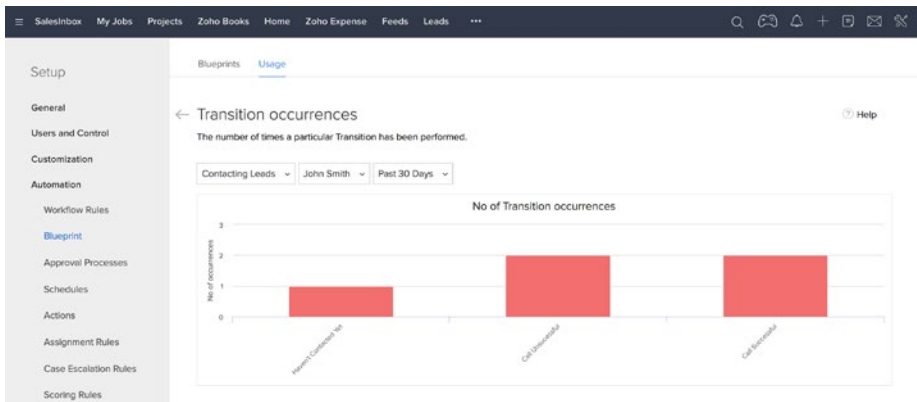 SalesInbox My Jobs Projects Zoho Books Home Zoho Expense Feeds Leads •••
Setup
General
Users and Control
Customization
Automation
Workflow Rules
Blueprint
Approval Processes
Schedules
Actions
Assignment Rules
Case Escalation Rules
Scoring Rules
Blueprints Usage
← Transition occurrences
? Help
The number of times a particular Transition has been performed.
Contacting Leads John Smith Past 30 Days
No of Transition occurrences
No of occurrences
3
2
1
0
Haven't Contacted Yet
Call Unsuccessful
Call Successful